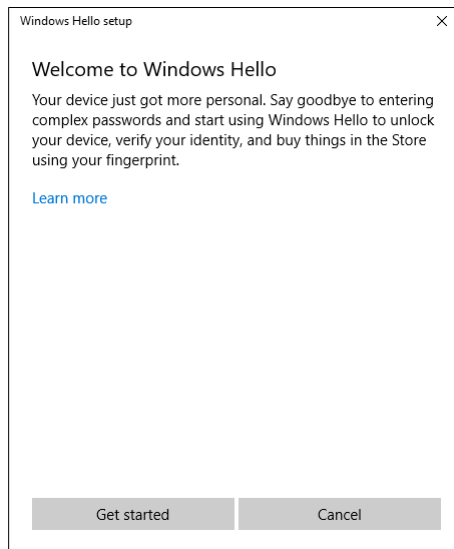 Windows Hello setup
Welcome to Windows Hello
Your device just got more personal. Say goodbye to entering
complex passwords and start using Windows Hello to unlock
your device, verify your identity, and buy things in the Store
using your fingerprint.
Learn more
Get started
Cancel